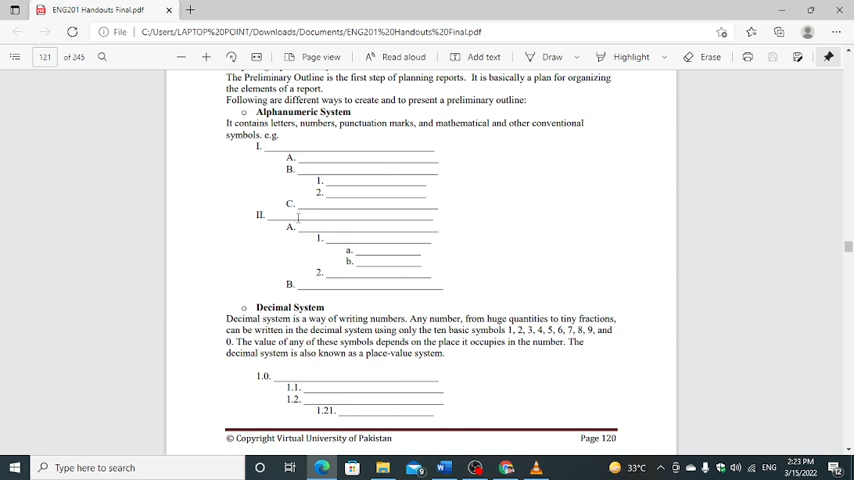 ENG201 Handouts Final.pdf
File C:/Users/LAPTOP%20POINT/Downloads/Documents/ENG201%20Handouts%20Final.pdf
121 of 245 Page view Read aloud Add text Draw Highlight Erase
The Preliminary Outline is the first step of planning reports. It is basically a plan for organizing
the elements of a report.
Following are different ways to create and to present a preliminary outline:
o Alphanumeric System
It contains letters, numbers, punctuation marks, and mathematical and other conventional
symbols. e.g.
I.
A.
B.
1.
2.
C.
II.
A.
1.
a.
b.
2.
B.
o Decimal System
Decimal system is a way of writing numbers. Any number, from huge quantities to tiny fractions,
can be written in the decimal system using only the ten basic symbols 1, 2, 3, 4, 5, 6, 7, 8, 9, and
0. The value of any of these symbols depends on the place it occupies in the number. The
decimal system is also known as a place-value system.
1.0.
1.1.
1.2.
1.21.
© Copyright Virtual University of Pakistan Page 120
Type here to search 9 33°C ENG 2:23 PM
3/15/2022 12